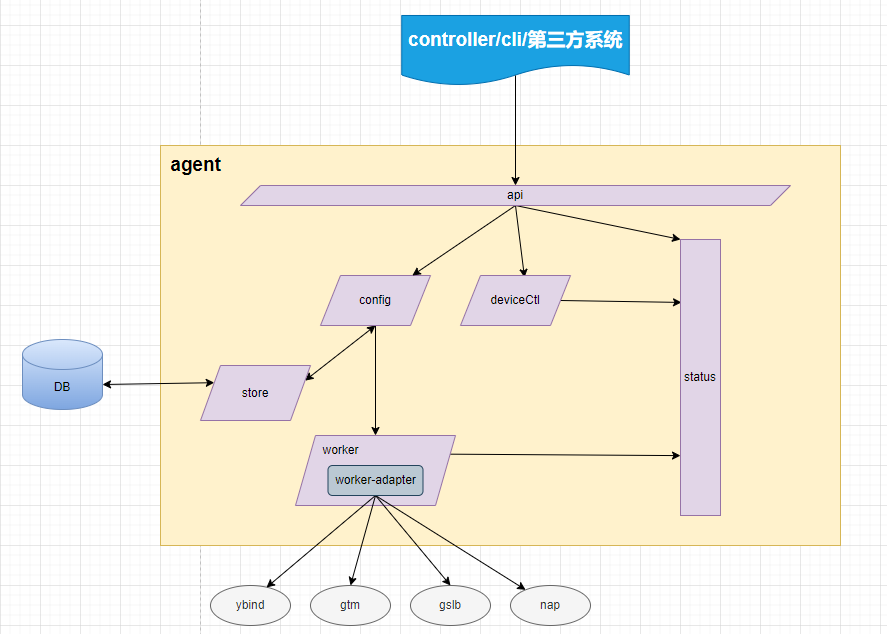 controller/cli/第三方系统
agent
api
config
deviceCtl
status
DB
store
worker
worker-adapter
ybind
gtm
gslb
nap